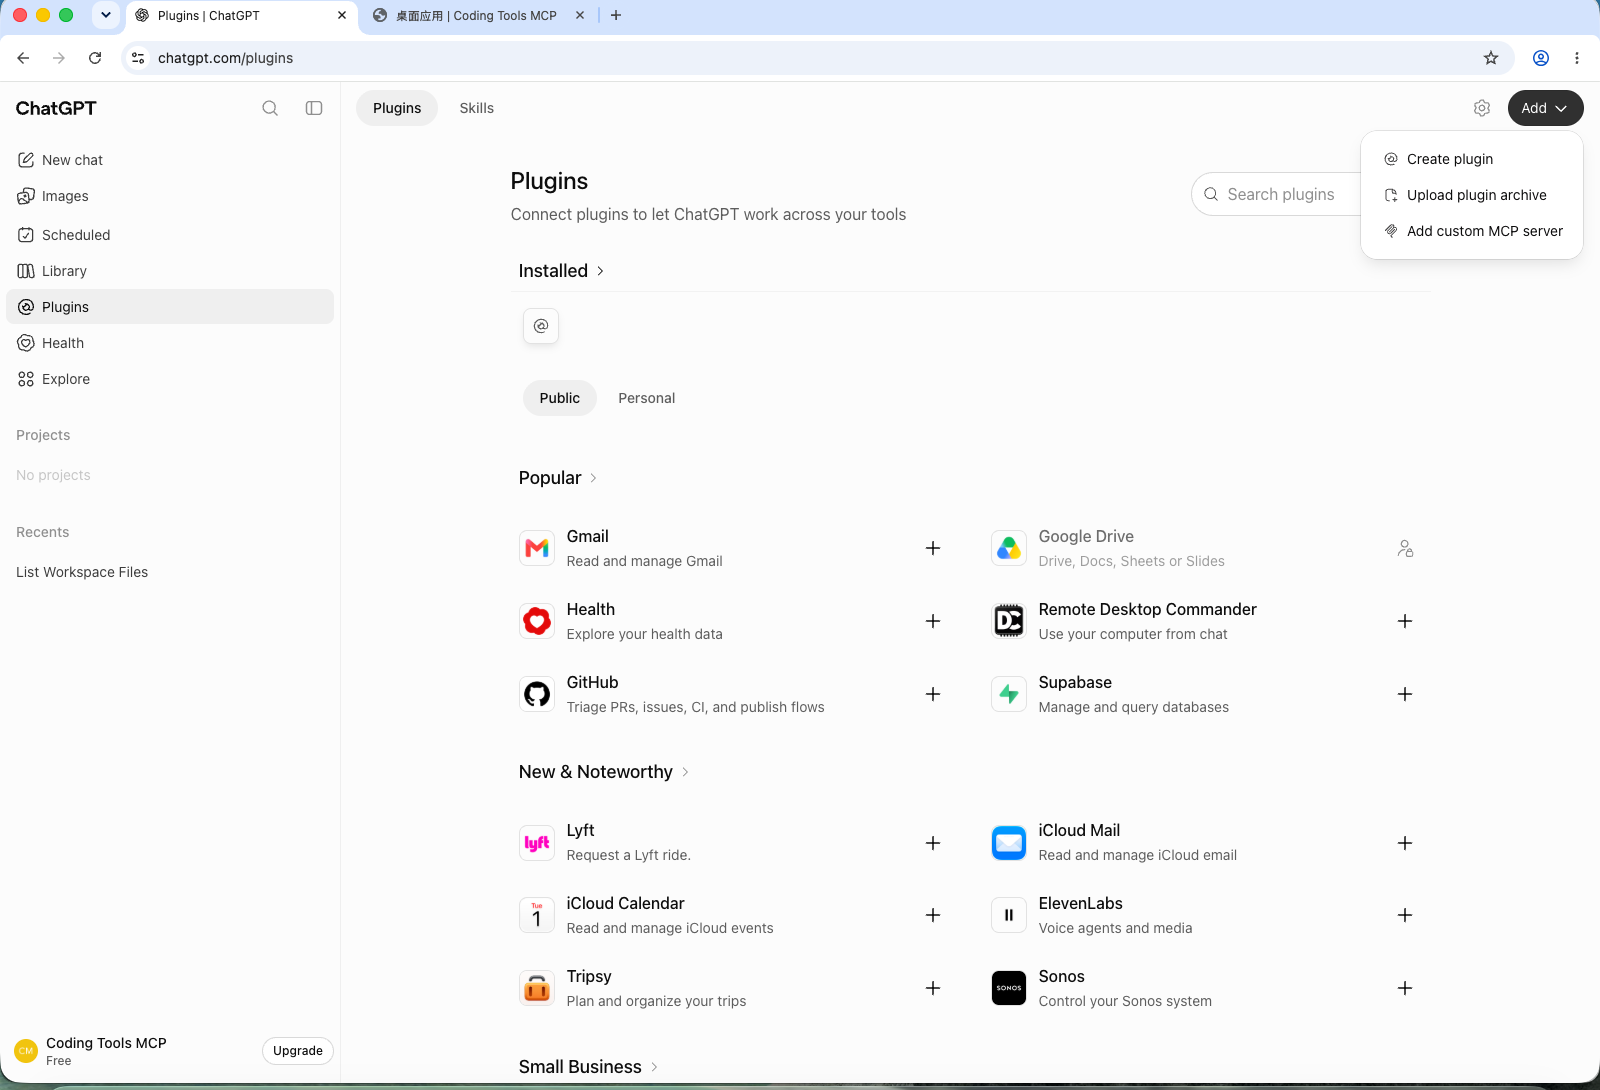 Plugins | ChatGPT
桌面应用 | Coding Tools MCP
chatgpt.com/plugins
ChatGPT
New chat
Images
Scheduled
Library
Plugins
Health
Explore
Projects
No projects
Recents
List Workspace Files
CM
Coding Tools MCP
Free
Upgrade
Plugins
Skills
Add
Create plugin
Upload plugin archive
Add custom MCP server
Plugins
Connect plugins to let ChatGPT work across your tools
Search plugins
Installed
Public
Personal
Popular
Gmail
Read and manage Gmail
Google Drive
Drive, Docs, Sheets or Slides
Health
Explore your health data
DC
Remote Desktop Commander
Use your computer from chat
GitHub
Triage PRs, issues, CI, and publish flows
Supabase
Manage and query databases
New & Noteworthy
lyft
Lyft
Request a Lyft ride.
iCloud Mail
Read and manage iCloud email
Tue
1
iCloud Calendar
Read and manage iCloud events
ElevenLabs
Voice agents and media
Tripsy
Plan and organize your trips
SONOS
Sonos
Control your Sonos system
Small Business